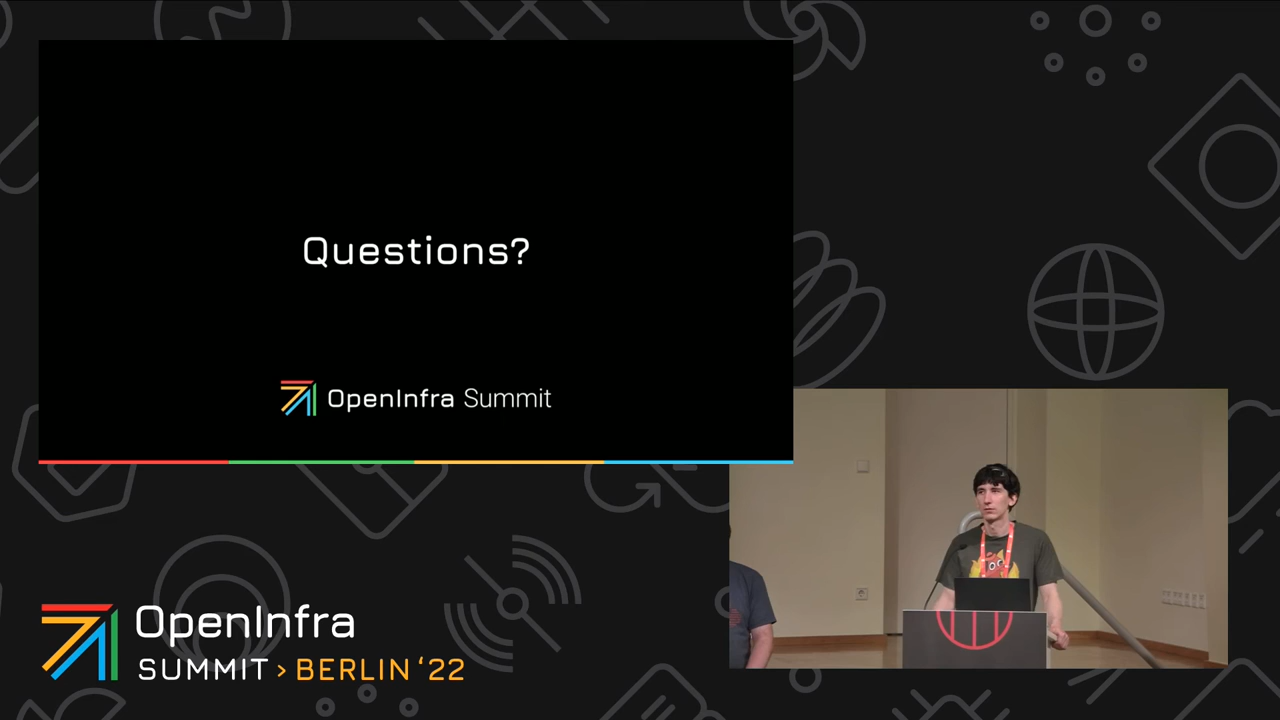 Questions?
OpenInfra Summit
OpenInfra
SUMMIT > BERLIN ‘22